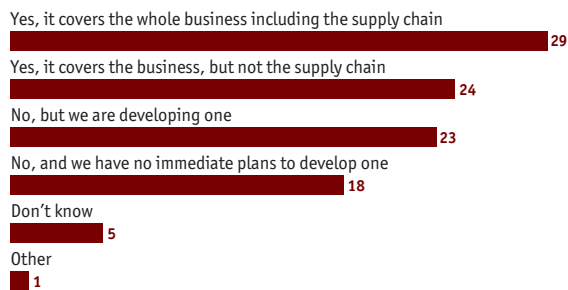 Yes, it covers the whole business including the supply chain
29
Yes, it covers the business, but not the supply chain
24
No, but we are developing one
23
No, and we have no immediate plans to develop one
18
Don’t know
5
Other
1